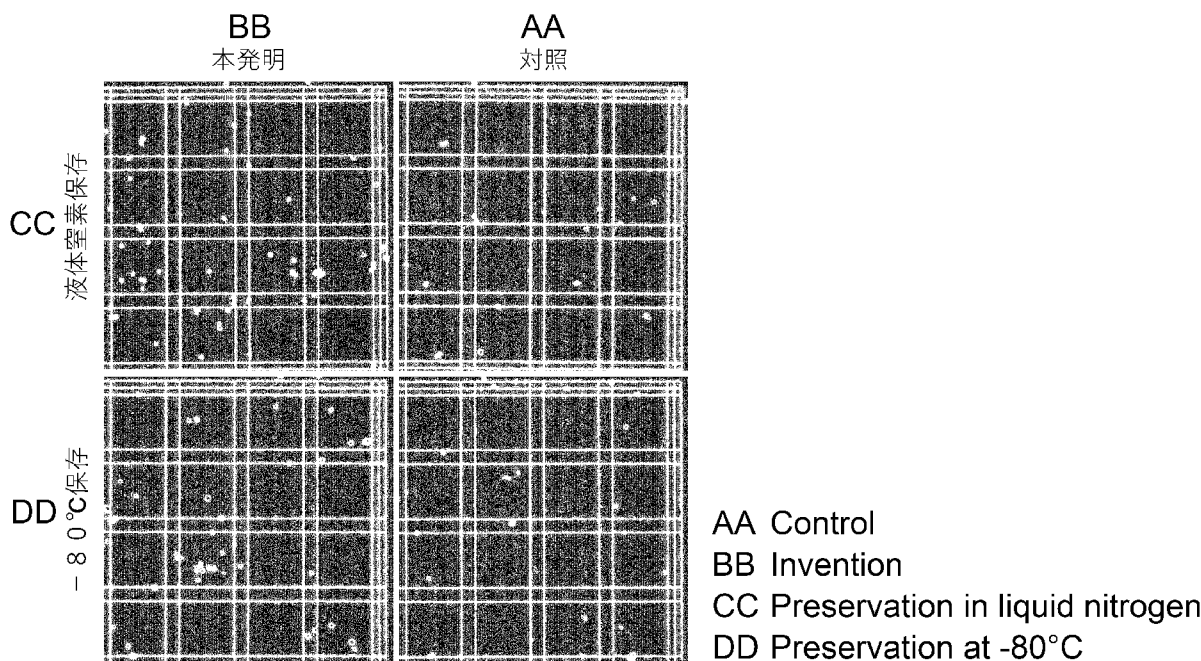 BB
本発明
AA
対照
CC
液体窒素保存
DD
－80℃保存
AA Control
BB Invention
CC Preservation in liquid nitrogen
DD Preservation at -80°C